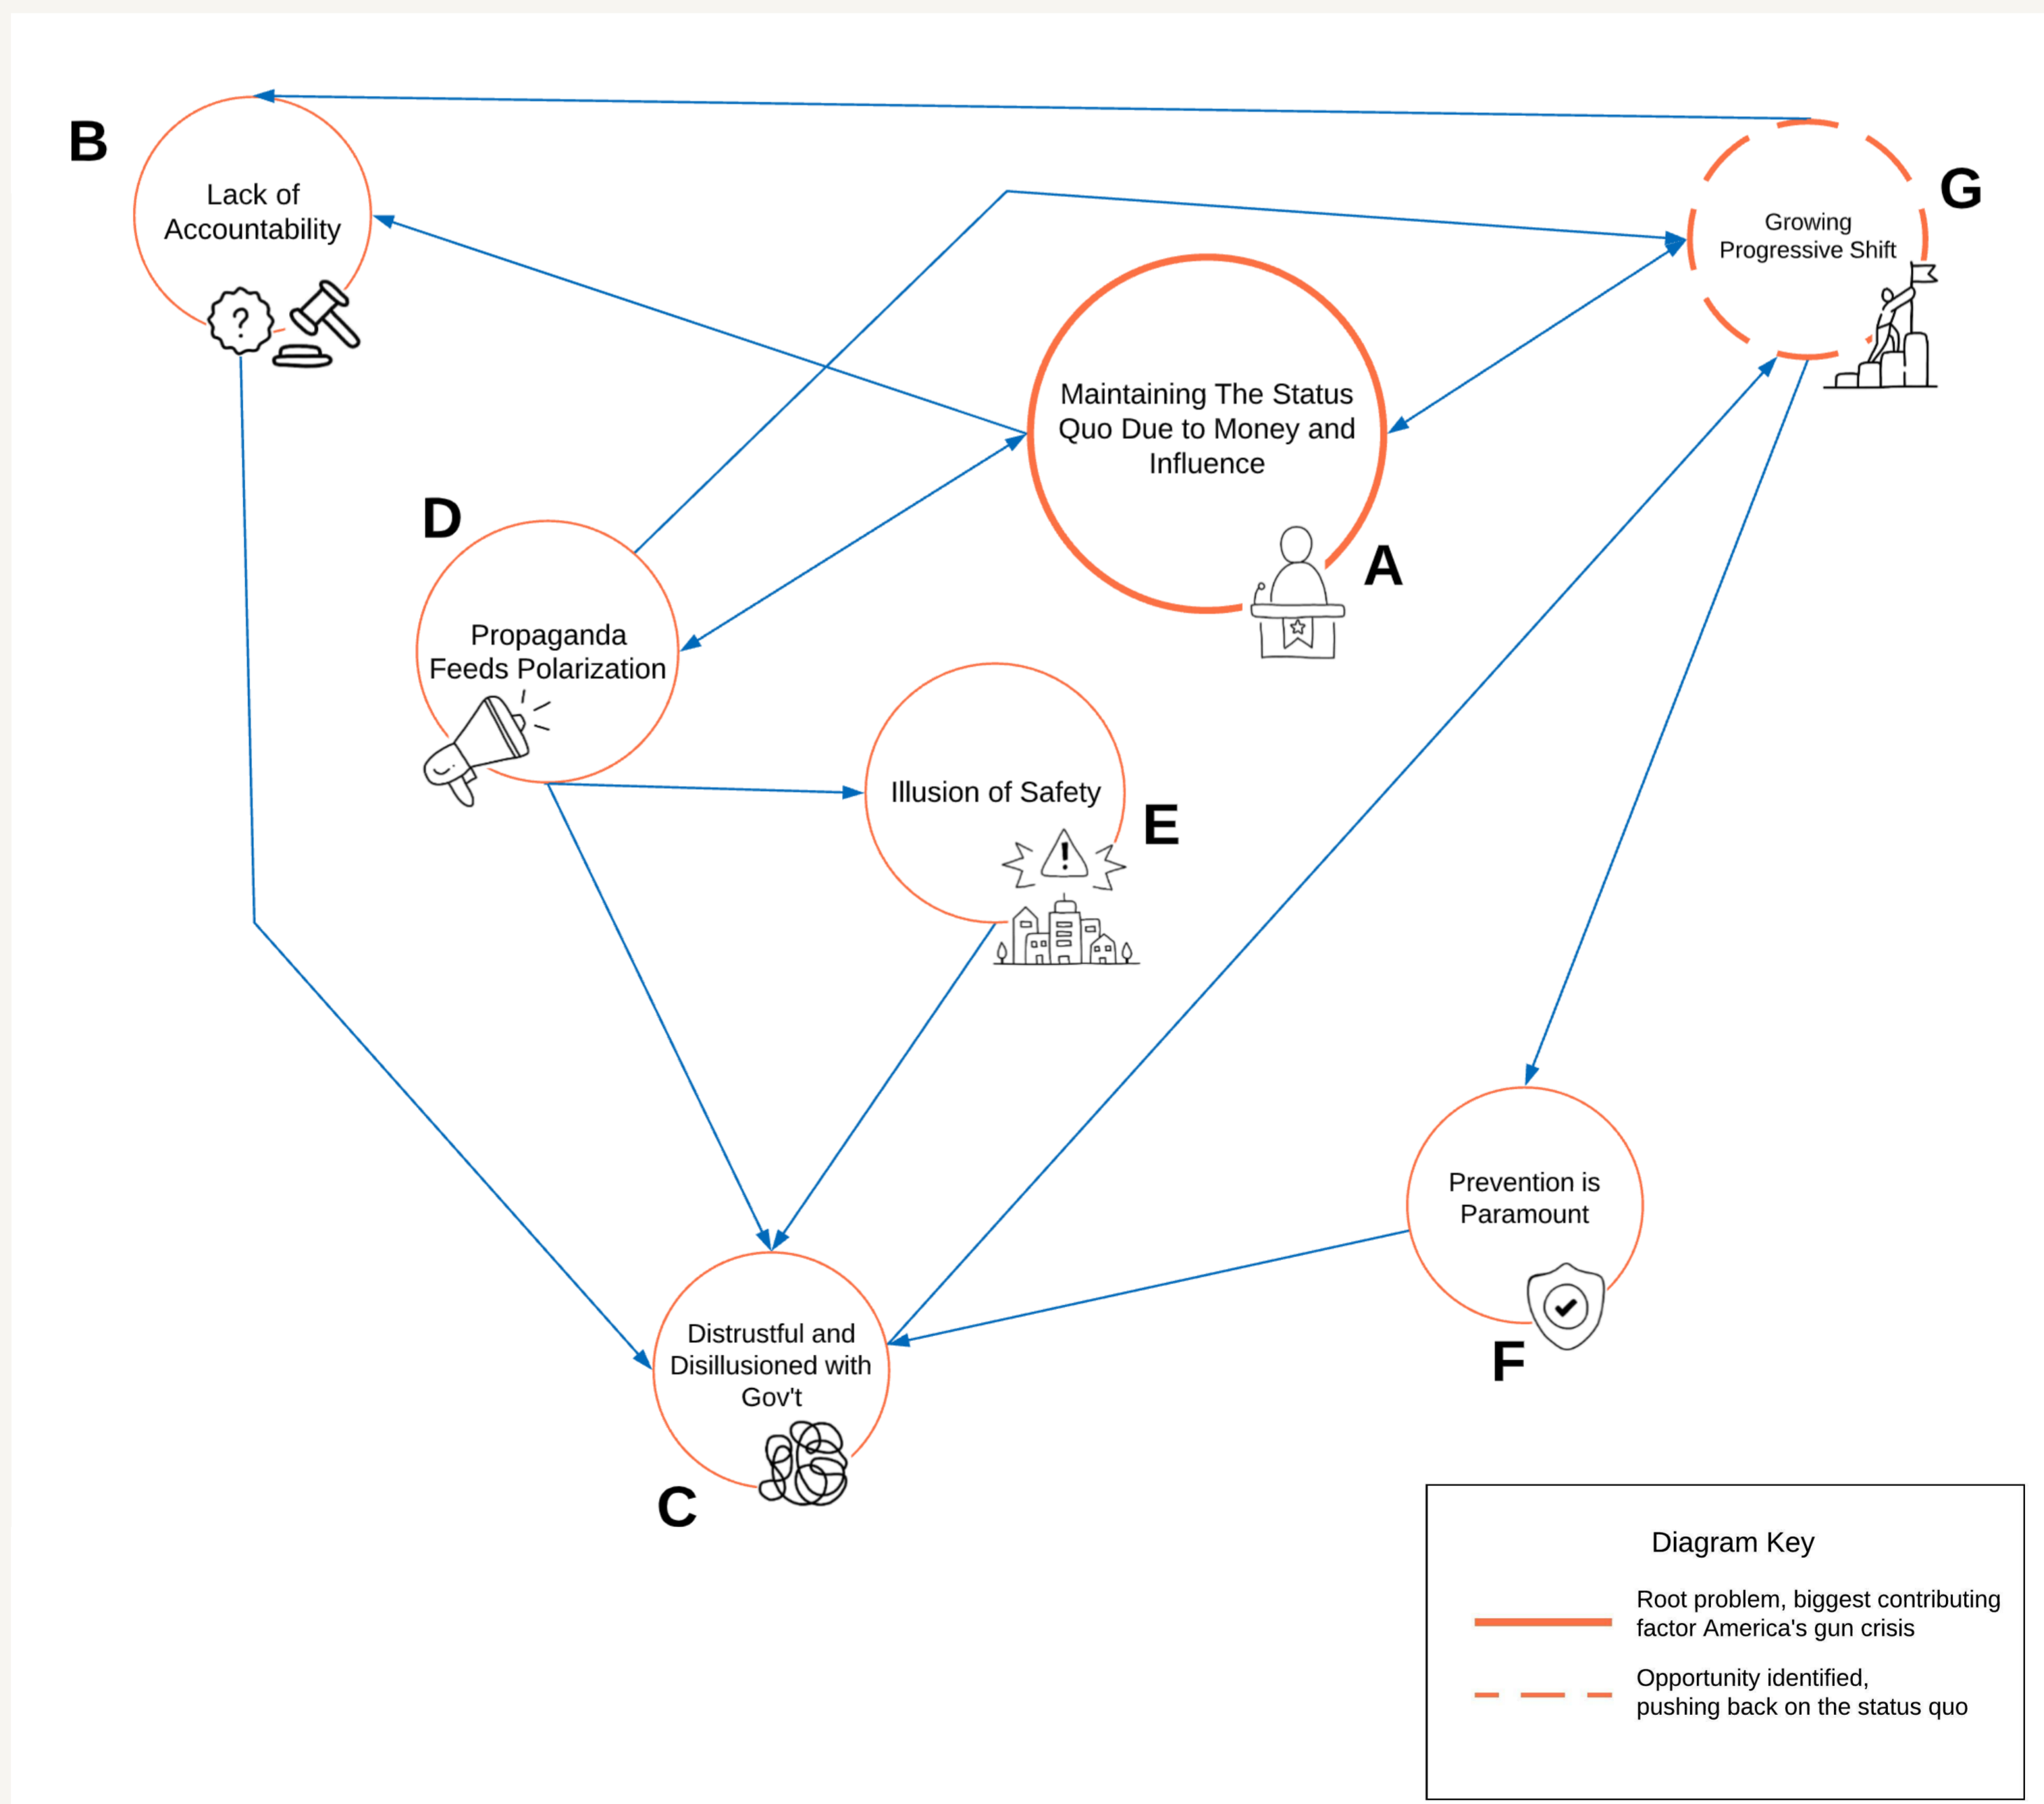 B
Lack of
Accountability
?
G
Growing
Progressive Shift
Maintaining The Status
Quo Due to Money and
Influence
A
D
Propaganda
Feeds Polarization
Illusion of Safety
E
!
Prevention is
Paramount
F
Distrustful and
Disillusioned with
Gov't
C
Diagram Key
Root problem, biggest contributing
factor America's gun crisis
Opportunity identified,
pushing back on the status quo